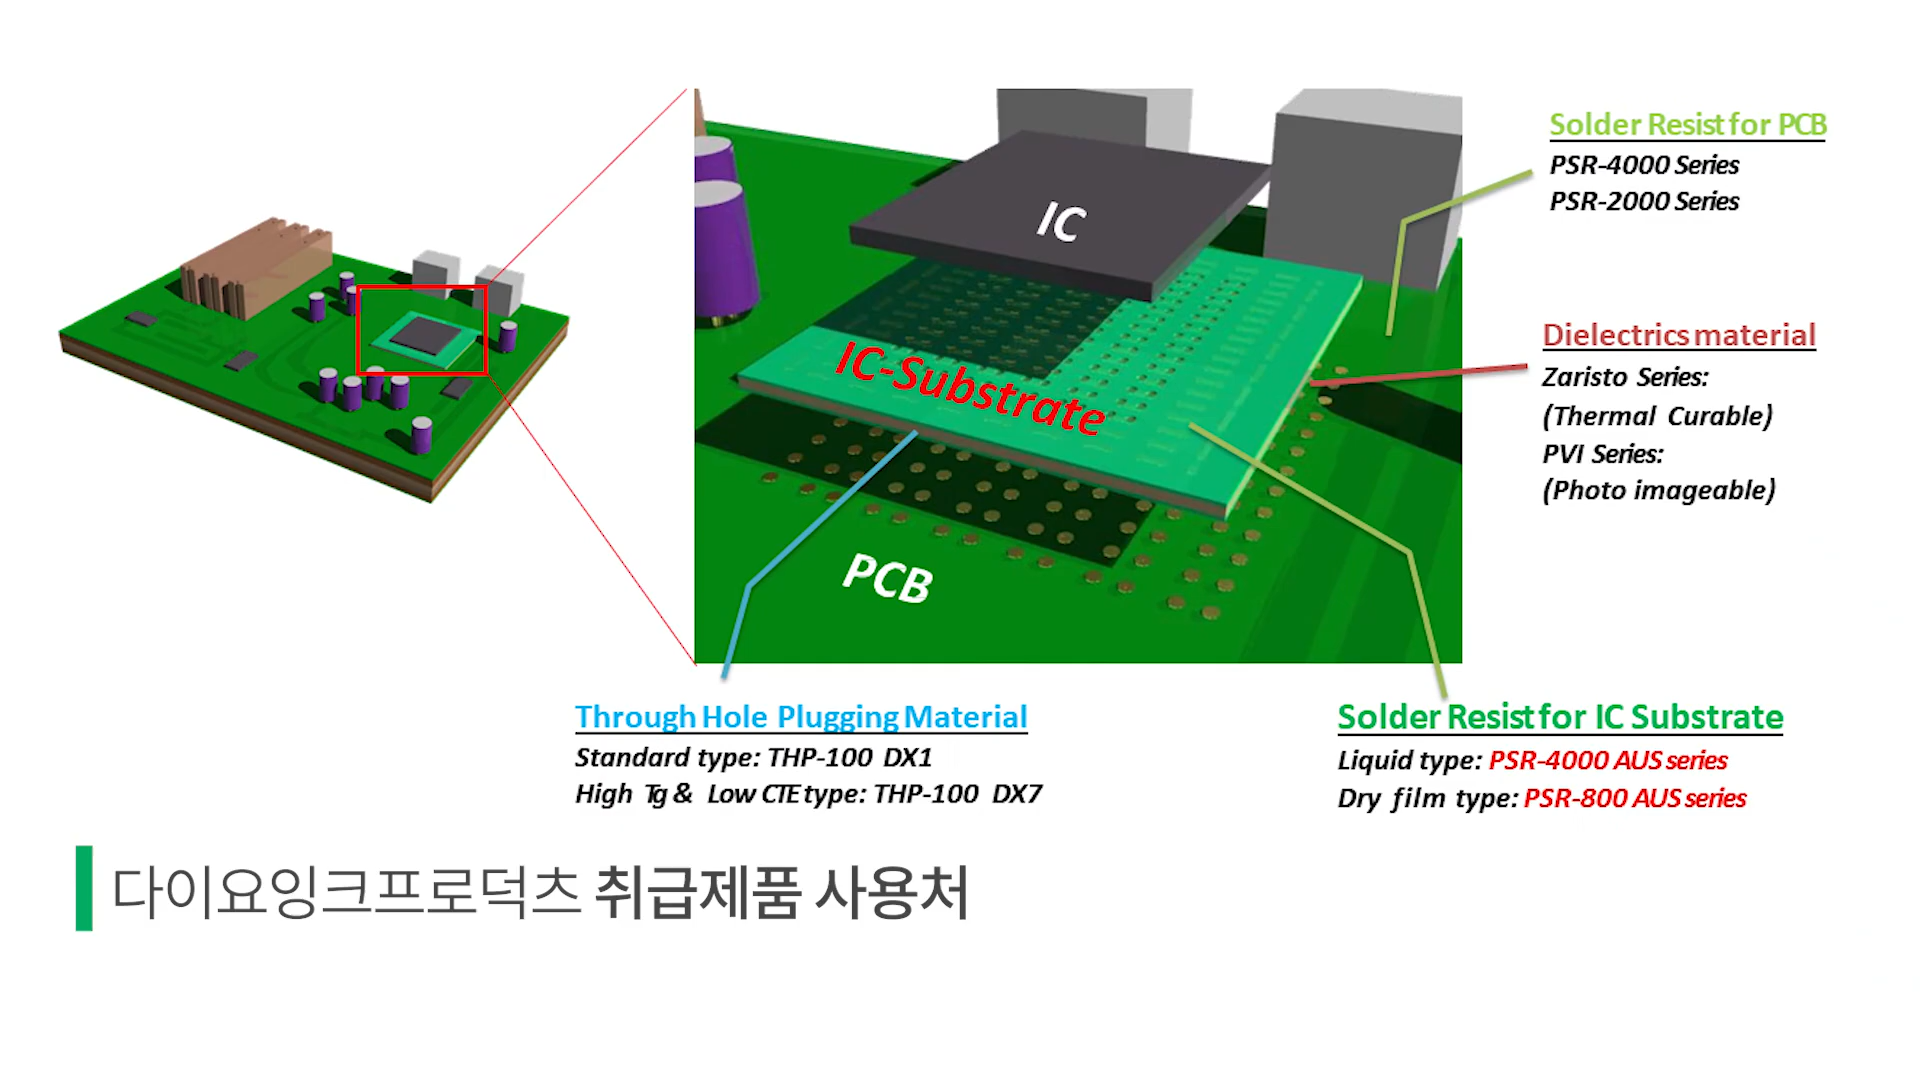 Solder Resist for PCB
PSR-4000 Series
PSR-2000 Series
IC
IC-Substrate
PCB
Dielectrics material
Zaristo Series:
(Thermal Curable)
PVI Series:
(Photo imageable)
Through Hole Plugging Material
Standard type: THP-100 DX1
High Tg & Low CTE type: THP-100 DX7
Solder Resist for IC Substrate
Liquid type: PSR-4000 AUS series
Dry film type: PSR-800 AUS series
다이요잉크프로덕츠 취급제품 사용처